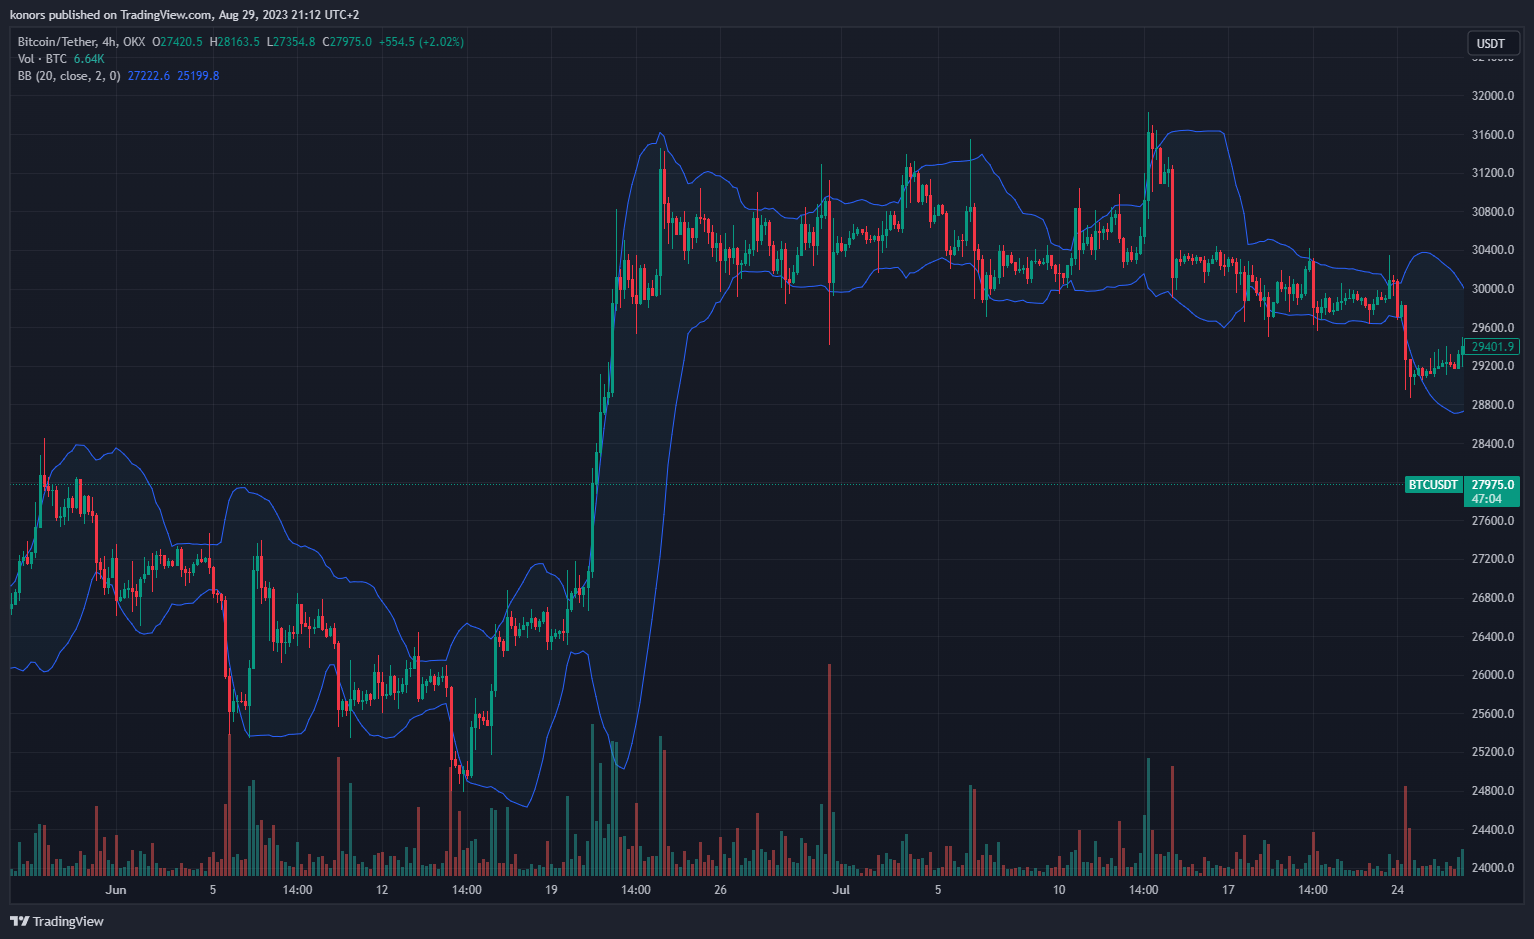 konors published on TradingView.com, Aug 29, 2023 21:12 UTC+2
Bitcoin/Tether, 4h, OKX O27420.5 H28163.5 L27354.8 C27975.0 +554.5 (+2.02%)
Vol · BTC 6.64K
BB (20, close, 2, 0) 27222.6 25199.8
USDT
32000.0
31600.0
31200.0
30800.0
30400.0
30000.0
29600.0
29401.9
29200.0
28800.0
28400.0
BTCUSDT 27975.0
47:04
27600.0
27200.0
26800.0
26400.0
26000.0
25600.0
25200.0
24800.0
24400.0
24000.0
Jun 5 14:00 12 14:00 19 14:00 26 Jul 5 10 14:00 17 14:00 24
TradingView